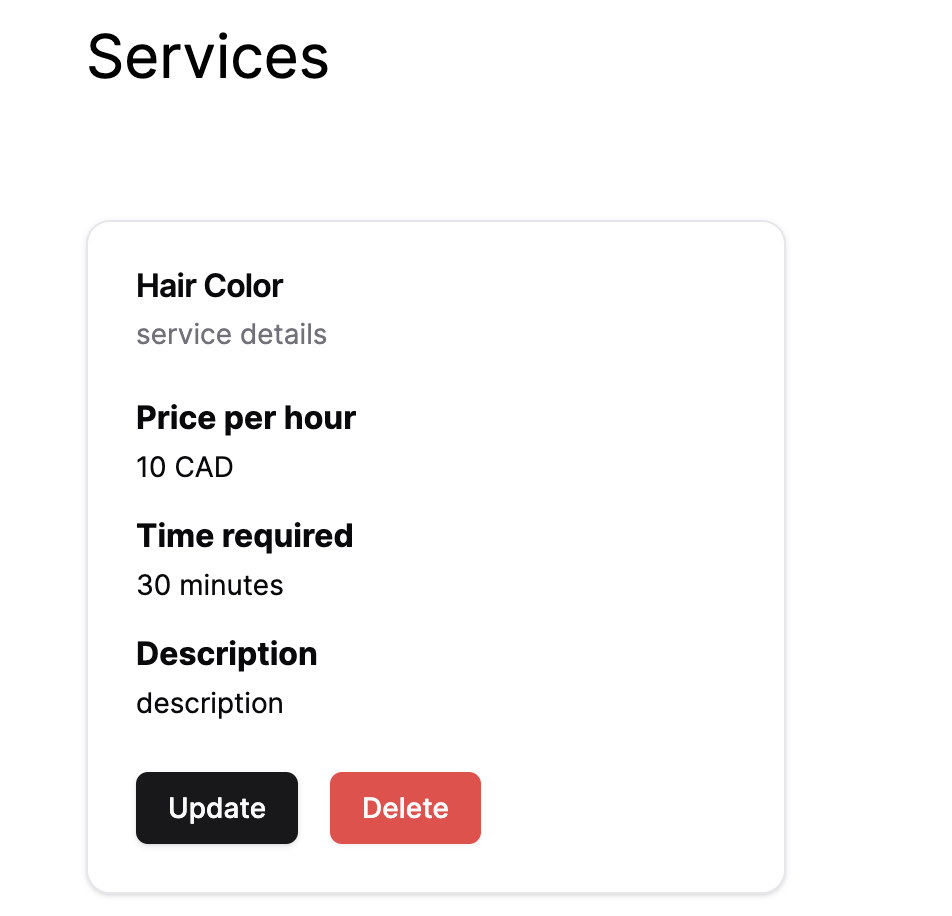 Services
Hair Color
service details
Price per hour
10 CAD
Time required
30 minutes
Description
description
Update Delete